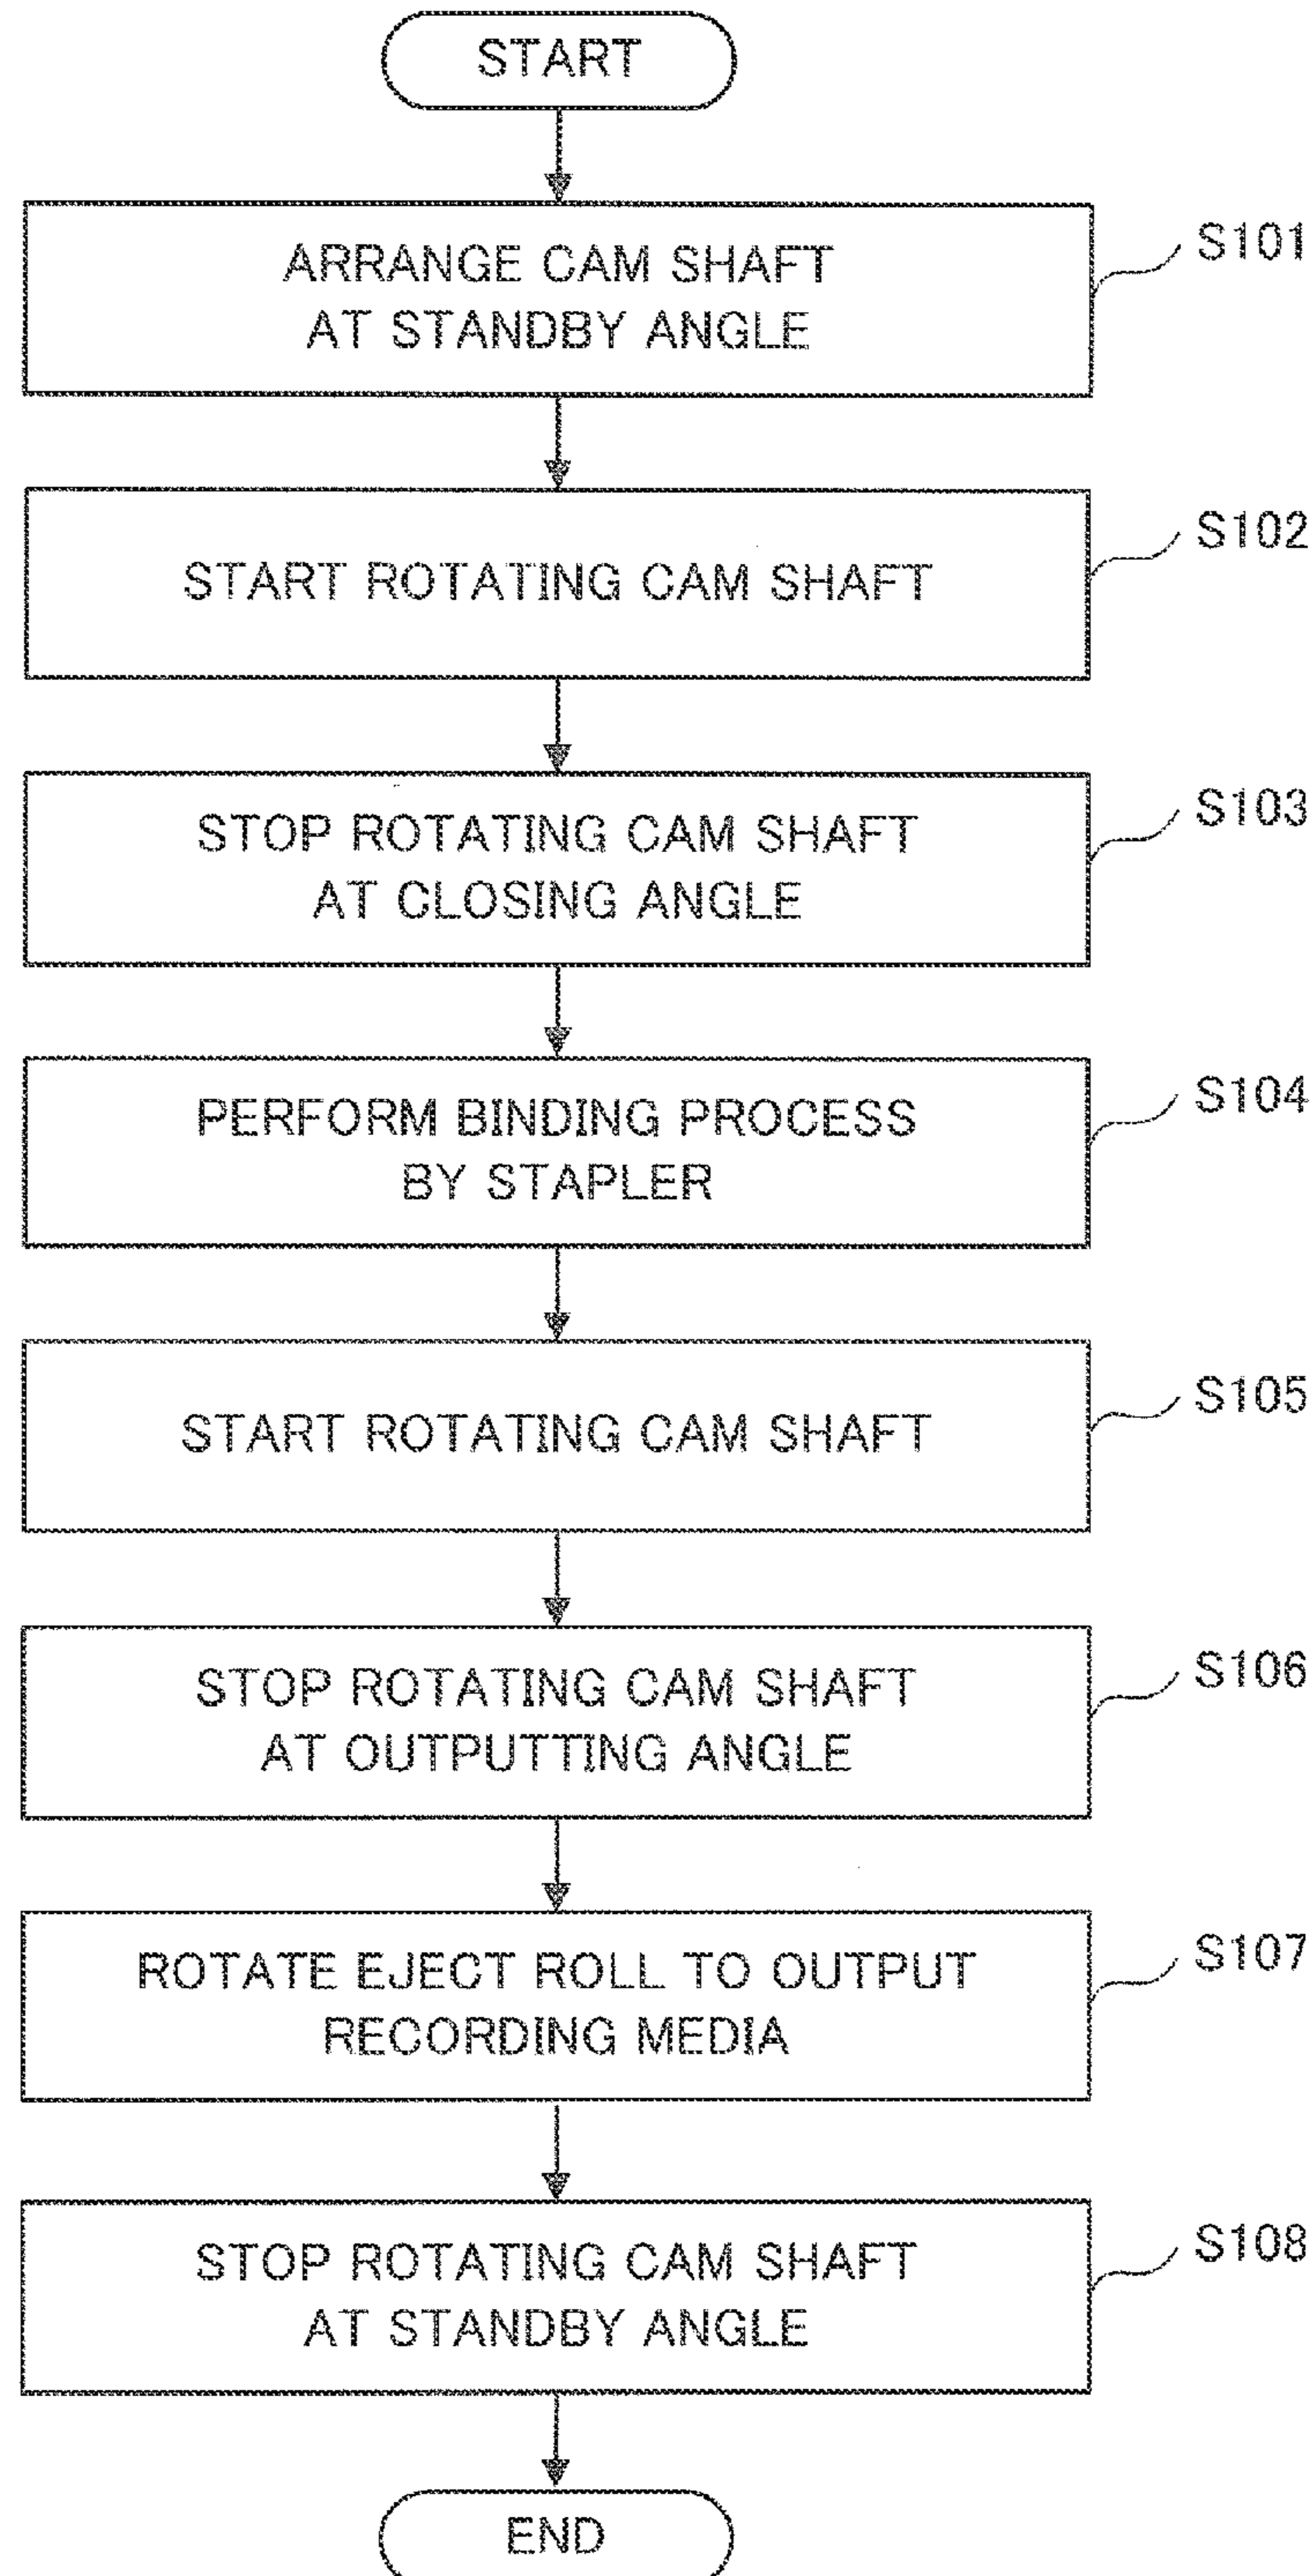 START
ARRANGE CAM SHAFT
AT STANDBY ANGLE
S101
START ROTATING CAM SHAFT
S102
STOP ROTATING CAM SHAFT
AT CLOSING ANGLE
S103
PERFORM BINDING PROCESS
BY STAPLER
S104
START ROTATING CAM SHAFT
S105
STOP ROTATING CAM SHAFT
AT OUTPUTTING ANGLE
S106
ROTATE EJECT ROLL TO OUTPUT
RECORDING MEDIA
S107
STOP ROTATING CAM SHAFT
AT STANDBY ANGLE
S108
END